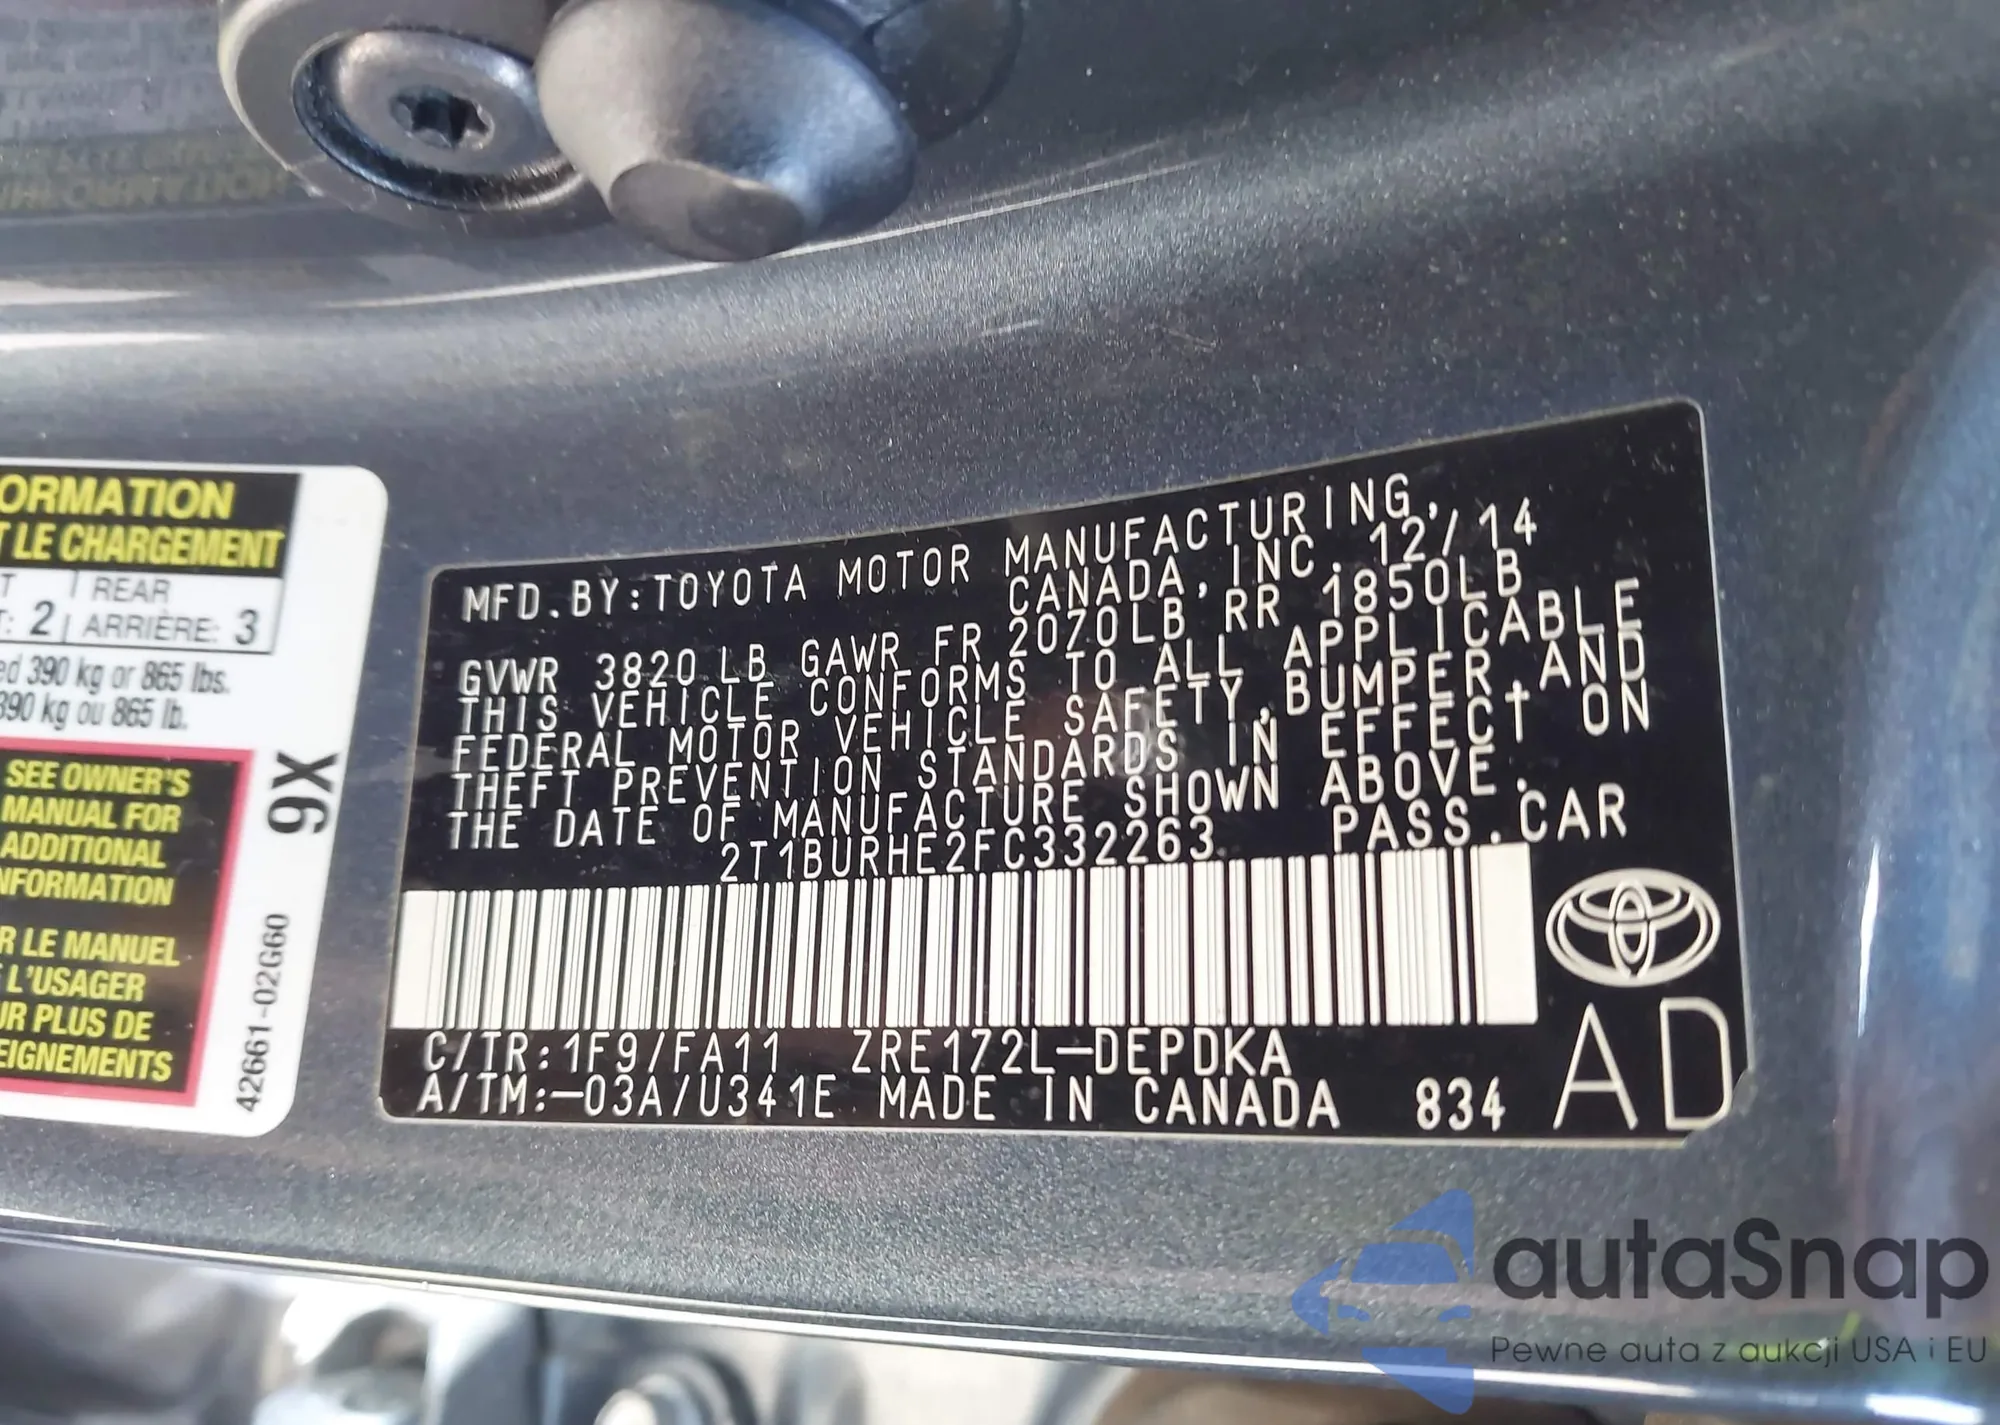 ORMATION
T LE CHARGEMENT
T REAR
T: 2 ARRIÈRE: 3
ed 390 kg or 865 lbs.
390 kg ou 865 lb.
SEE OWNER'S
MANUAL FOR
ADDITIONAL
NFORMATION
R LE MANUEL
L'USAGER
UR PLUS DE
EIGNEMENTS
9X
42661-02G60
MFD.BY:TOYOTA MOTOR MANUFACTURING,
CANADA,INC. 12/14
GVWR 3820 LB GAWR FR 2070LB RR 1850LB
THIS VEHICLE CONFORMS TO ALL APPLICABLE
FEDERAL MOTOR VEHICLE SAFETY,BUMPER,AND
THEFT PREVENTION STANDARDS IN EFFECT ON
THE DATE OF MANUFACTURE SHOWN ABOVE.
2T1BURHE2FC332263 PASS.CAR
C/TR:1F9/FA11 ZRE172L-DEPDKA
A/TM:-03A/U341E MADE IN CANADA 834
AD
autaSnap
Pewne auta z aukcji USA i EU